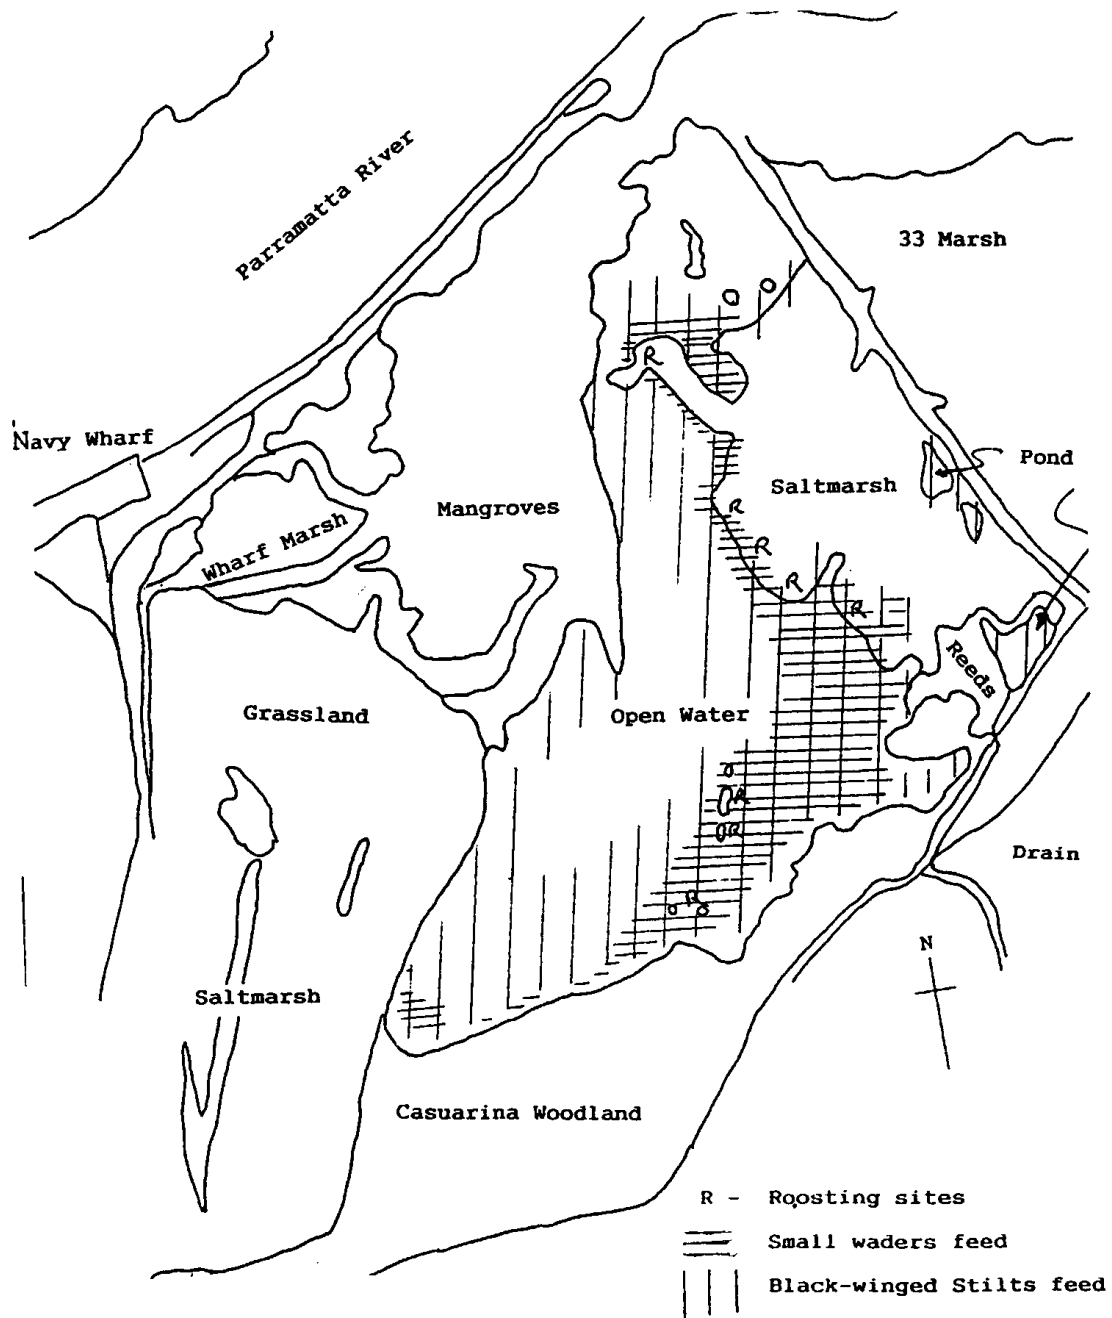 Parramatta River
33 Marsh
R
Navy Wharf
Pond
Saltmarsh
Mangroves
R
Wharf Marsh
R
R
R
Reeds
Grassland
Open Water
R
R
Drain
R
N
Saltmarsh
Casuarina Woodland
R - Roosting sites
Small waders feed
Black-winged Stilts feed